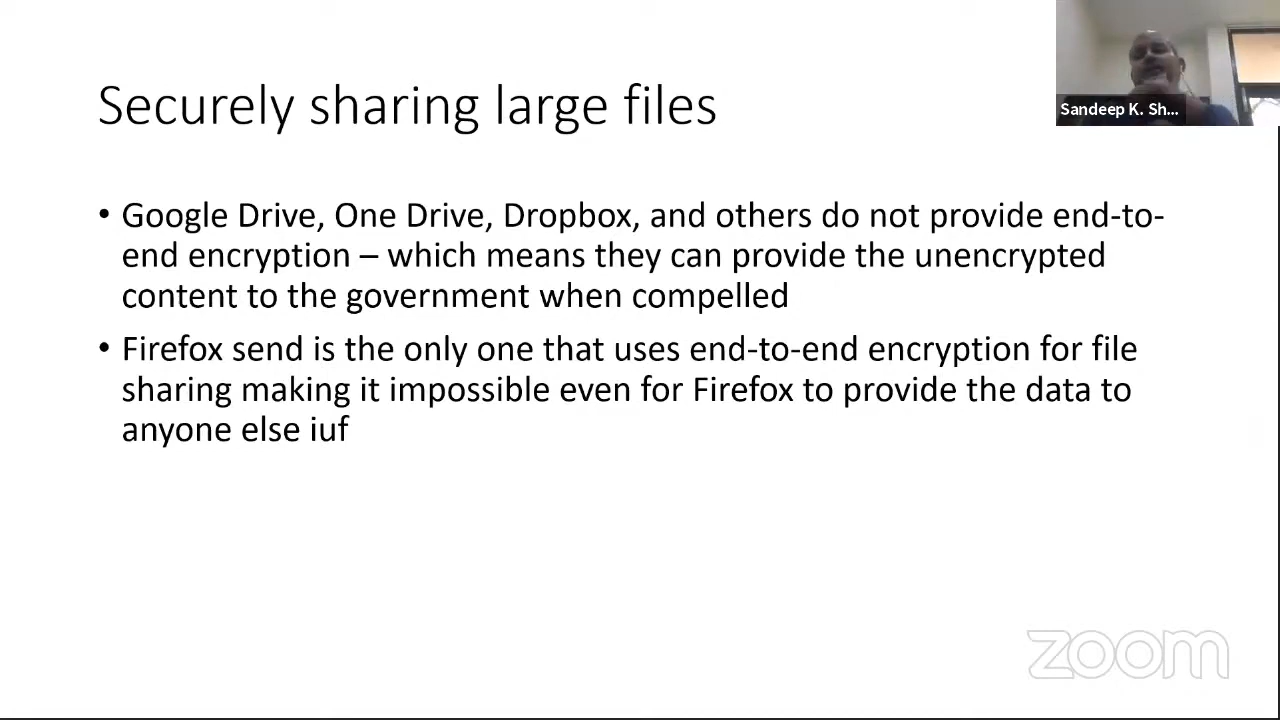 Securely sharing large files
Sandeep K. Sh...
• Google Drive, One Drive, Dropbox, and others do not provide end-to-
end encryption – which means they can provide the unencrypted
content to the government when compelled
• Firefox send is the only one that uses end-to-end encryption for file
sharing making it impossible even for Firefox to provide the data to
anyone else iuf
zoom